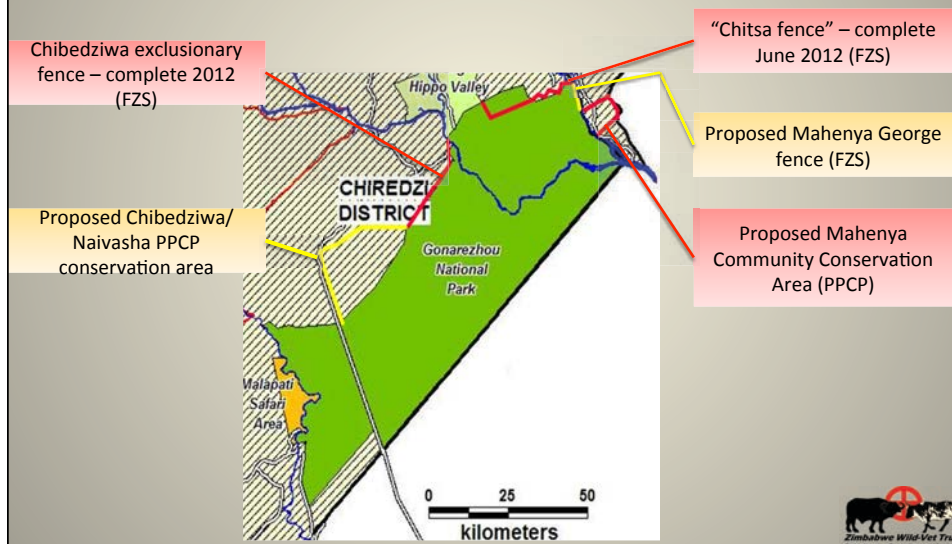 Chibedziwa exclusionary
fence – complete 2012
(FZS)
“Chitsa fence” – complete
June 2012 (FZS)
Hippo Valley
Proposed Mahenya George
fence (FZS)
CHIREDZI
DISTRICT
Proposed Chibedziwa/
Naivasha PPCP
conservation area
Gonarezhou
National
Park
Proposed Mahenya
Community Conservation
Area (PPCP)
Malapati
Safari
Area
0 25 50
kilometers
Zimbabwe Wild-Vet Tr